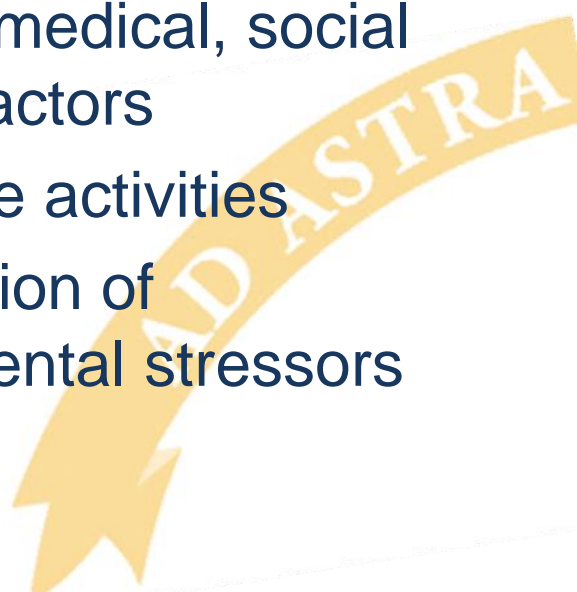 medical, social
actors
e activities
ion of
ental stressors
AD ASTRA